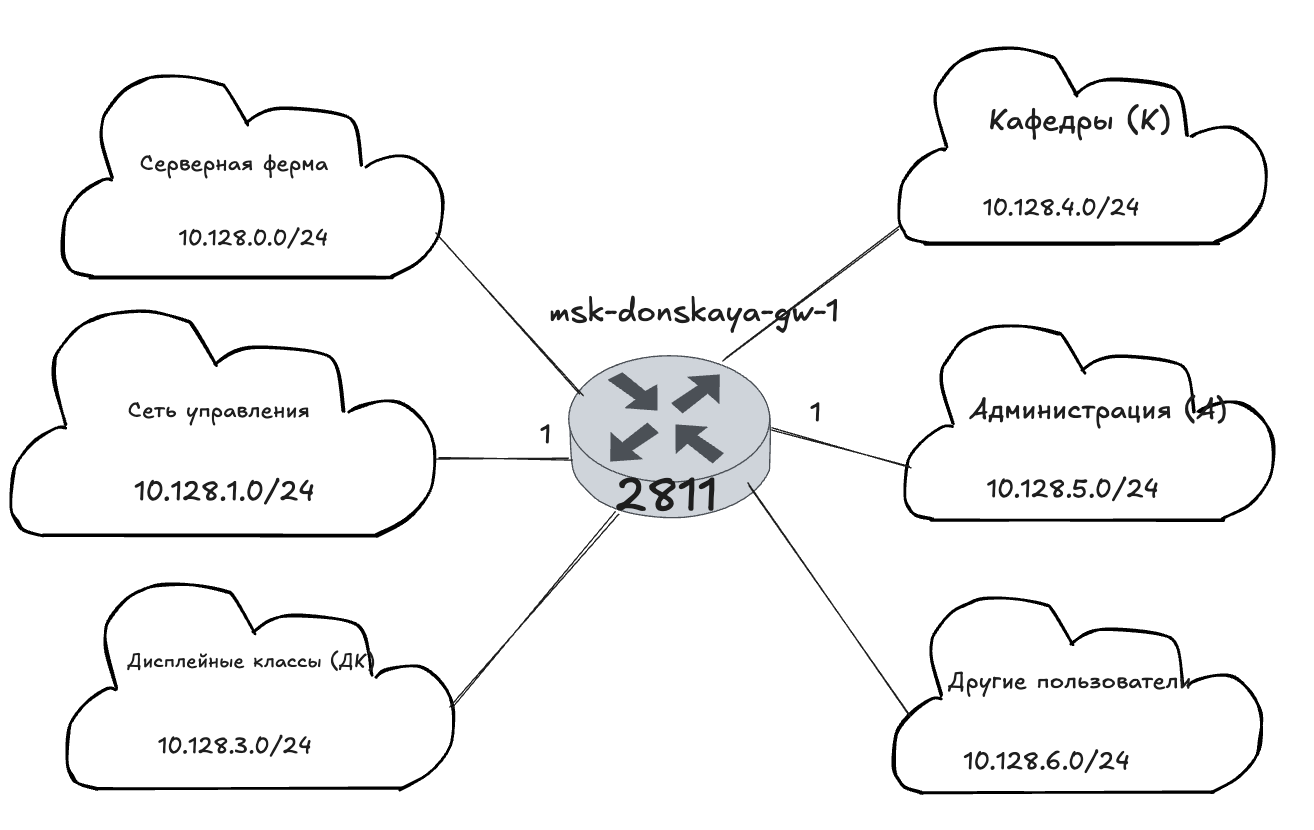 Серверная ферма
10.128.0.0/24
Кафедры (К)
10.128.4.0/24
msk-donskaya-gw-1
Сеть управления
10.128.1.0/24
1
2811
1
Администрация (А)
10.128.5.0/24
Дисплейные классы (ДК)
10.128.3.0/24
Другие пользователи
10.128.6.0/24